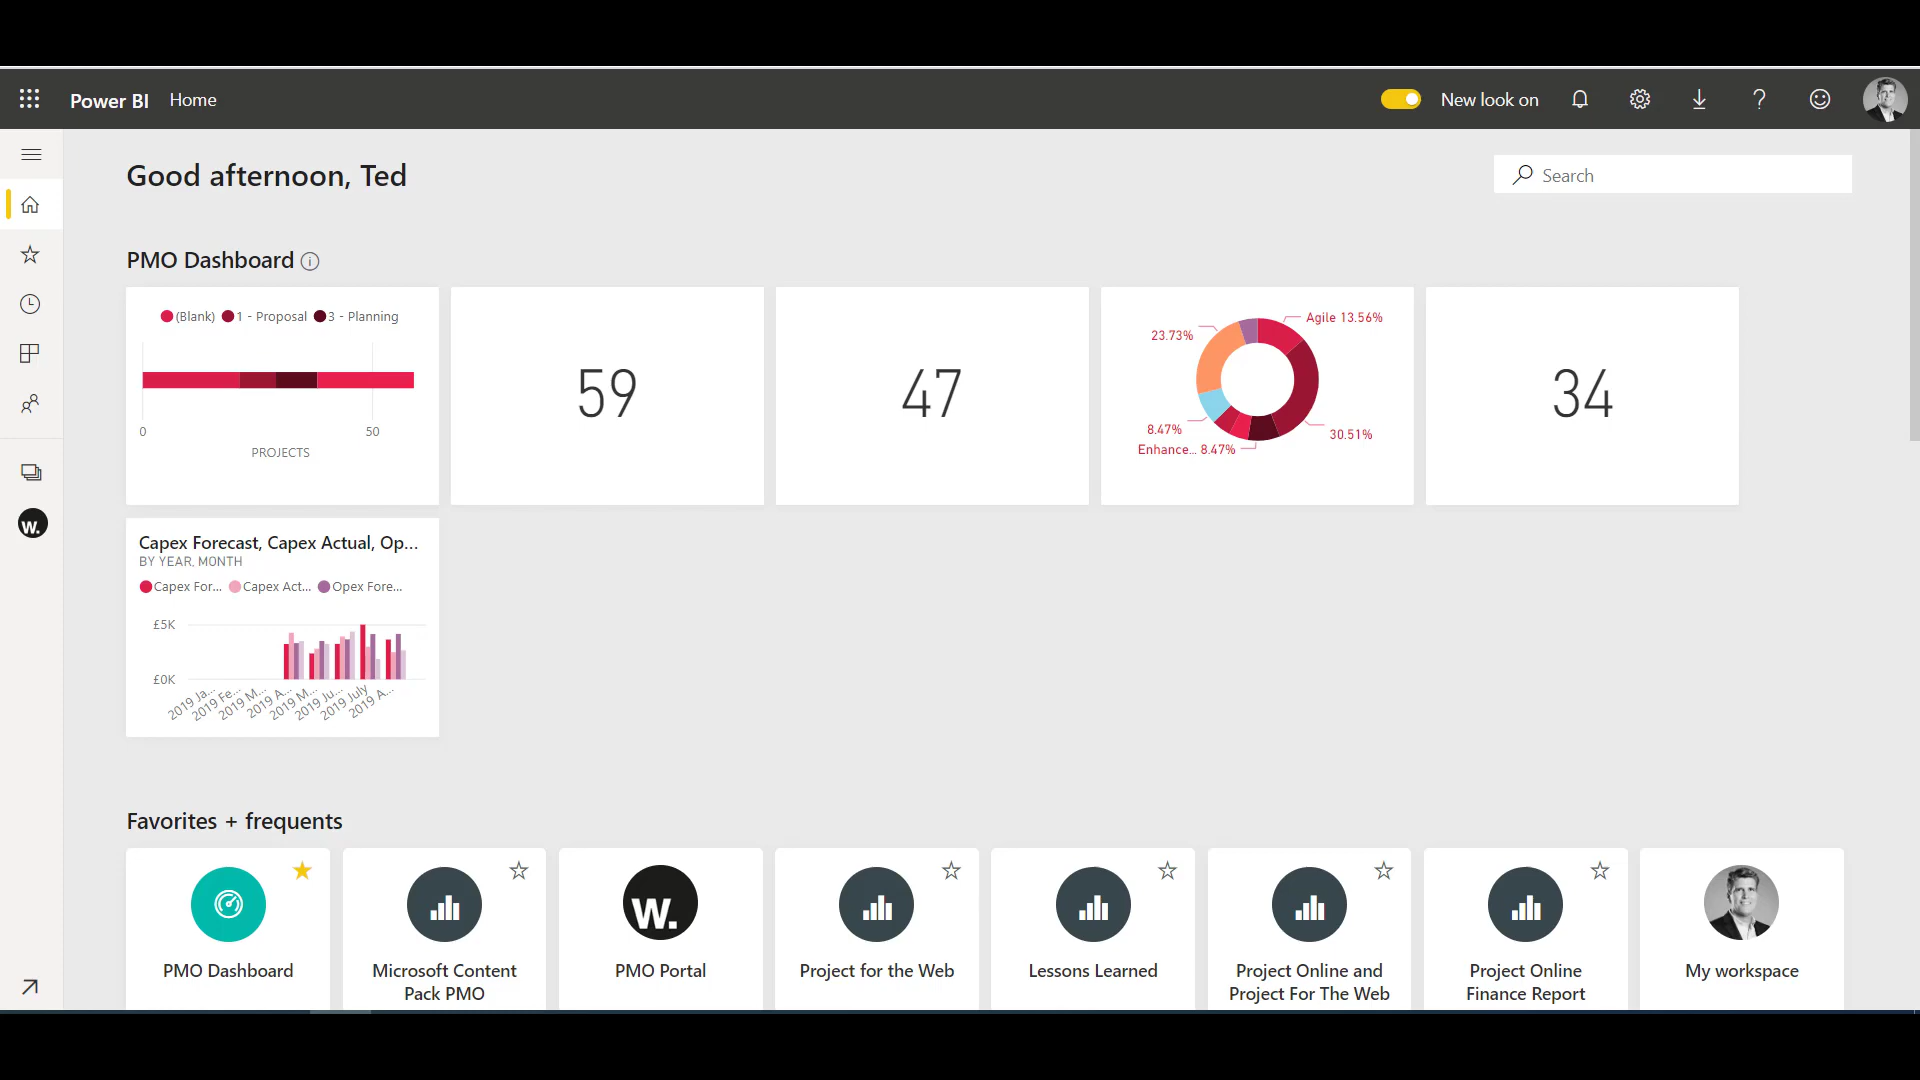 Power BI Home
New look on
Good afternoon, Ted
Search
PMO Dashboard
(Blank) 1 - Proposal 3 - Planning
0 50
PROJECTS
59
47
Agile 13.56%
23.73%
8.47%
30.51%
Enhance... 8.47%
34
Capex Forecast, Capex Actual, Op...
BY YEAR, MONTH
Capex For... Capex Act... Opex Fore...
£5K
£0K
2019 Ja...
2019 Fe...
2019 M...
2019 A...
2019 M...
2019 Ju...
2019 July
2019 A...
W.
Favorites + frequents
PMO Dashboard
Microsoft Content
Pack PMO
W.
PMO Portal
Project for the Web
Lessons Learned
Project Online and
Project For The Web
Project Online
Finance Report
My workspace